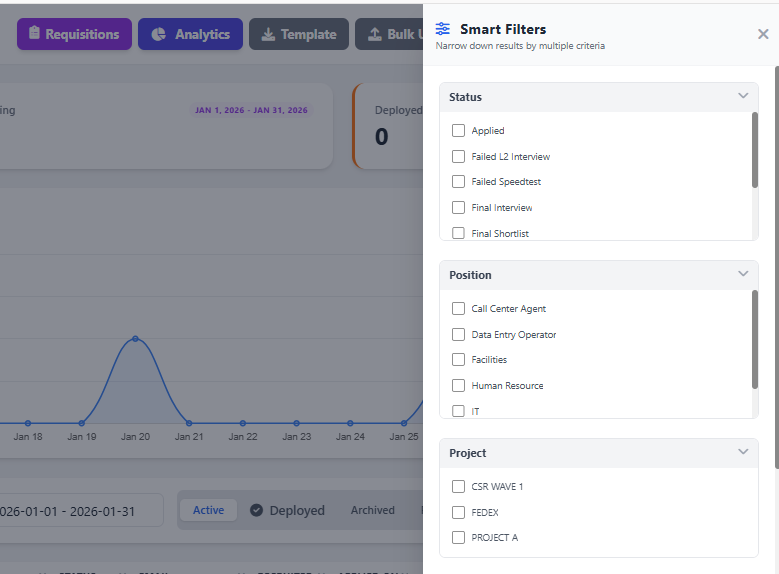 Requisitions
Analytics
Template
Bulk U
Smart Filters
Narrow down results by multiple criteria
ing
JAN 1, 2026 - JAN 31, 2026
Deployed
0
Status
Applied
Failed L2 Interview
Failed Speedtest
Final Interview
Final Shortlist
Position
Call Center Agent
Data Entry Operator
Facilities
Human Resource
IT
Jan 18
Jan 19
Jan 20
Jan 21
Jan 22
Jan 23
Jan 24
Jan 25
Project
CSR WAVE 1
FEDEX
PROJECT A
026-01-01 - 2026-01-31
Active
Deployed
Archived